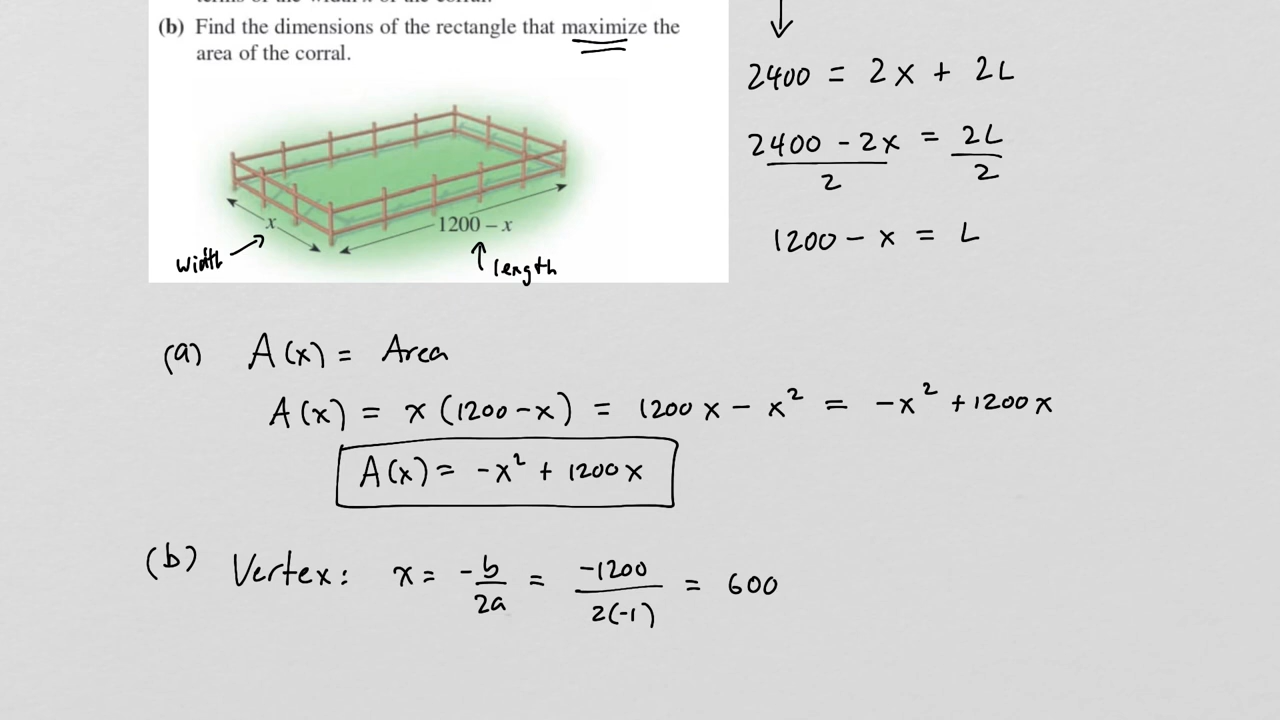 (b) Find the dimensions of the rectangle that maximize the
area of the corral.
x
1200 – x
width
length
2400 = 2x + 2L
2400 - 2x = 2L
2 2
1200 - x = L
(a) A(x) = Area
A(x) = x(1200-x) = 1200x - x² = -x² + 1200x
A(x) = -x² + 1200x
(b) Vertex: x = -b/2a = -1200/2(-1) = 600